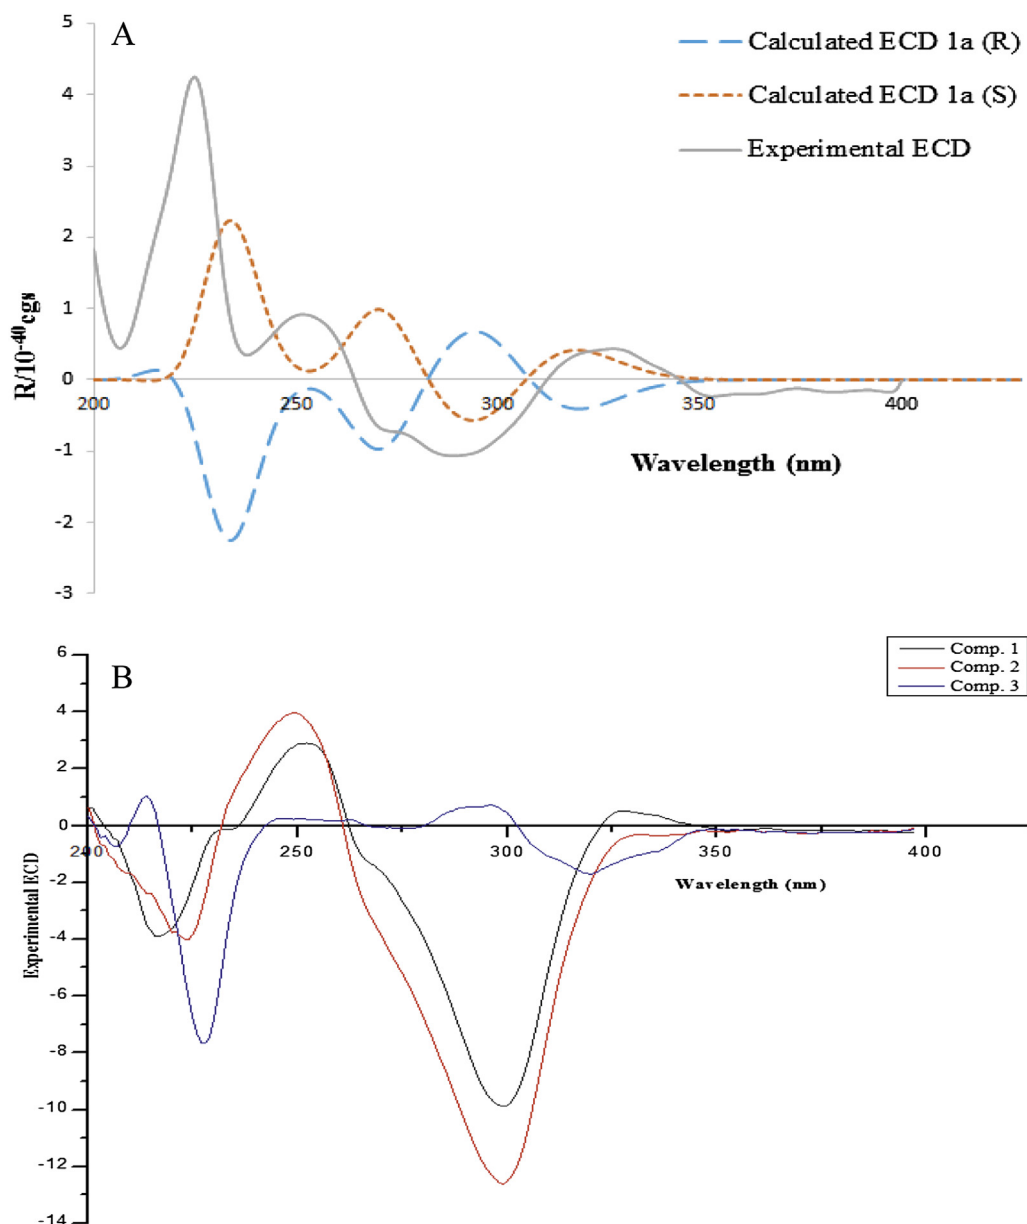 A
Calculated ECD 1a (R)
Calculated ECD 1a (S)
Experimental ECD
5
4
3
2
1
0
-1
-2
-3
R/10⁻⁴⁰cgs
200
250
300
350
400
Wavelength (nm)
B
Comp. 1
Comp. 2
Comp. 3
6
4
2
0
-2
-4
-6
-8
-10
-12
-14
Experimental ECD
200
250
300
350
400
Wavelength (nm)